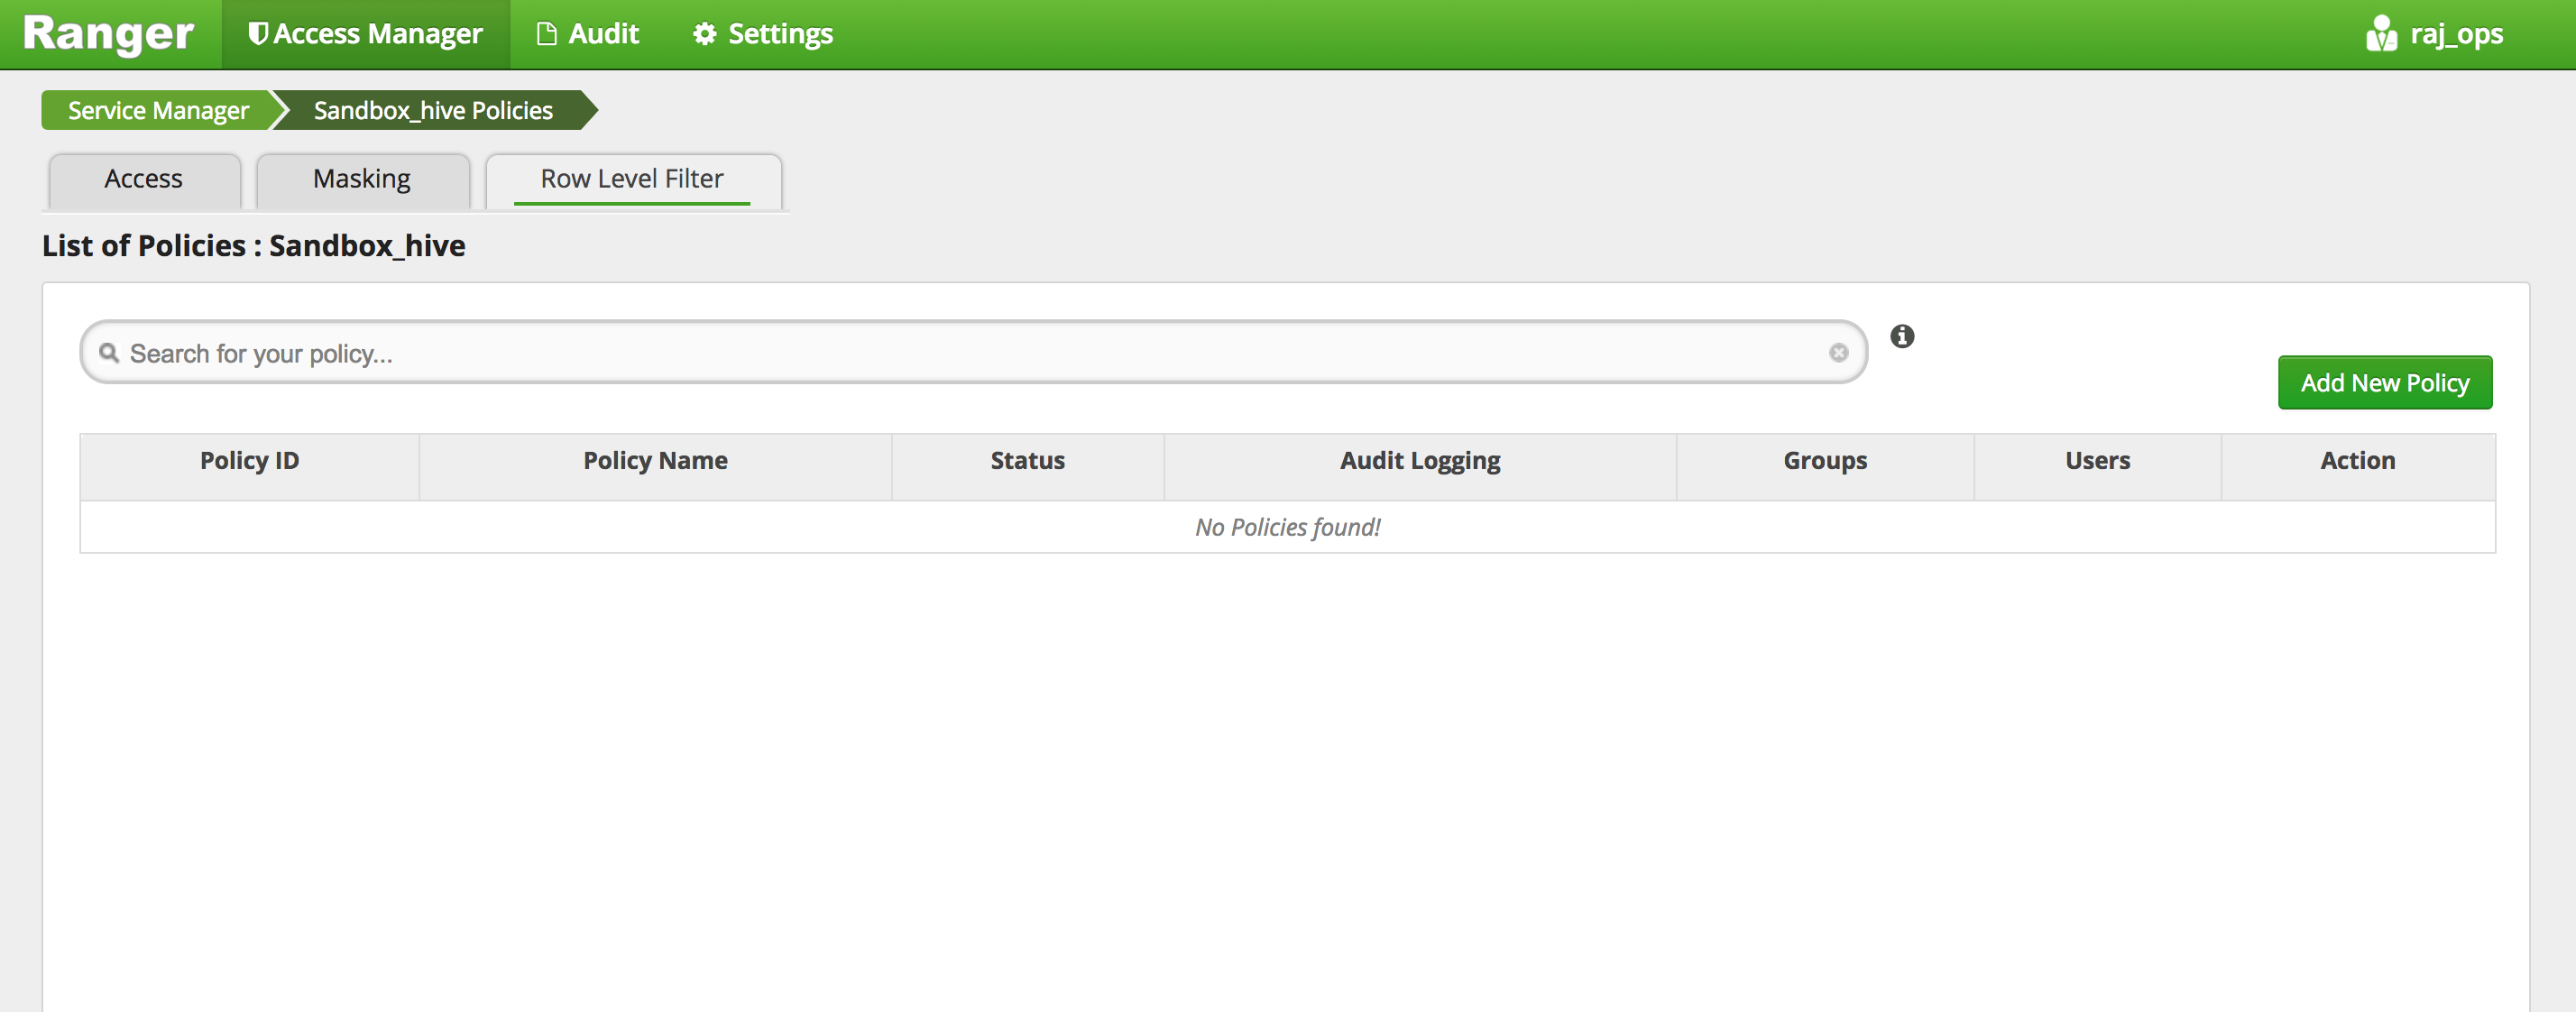 Ranger Access Manager Audit Settings raj_ops
Service Manager Sandbox_hive Policies
Access Masking Row Level Filter
List of Policies : Sandbox_hive
Search for your policy...
Add New Policy
Policy ID Policy Name Status Audit Logging Groups Users Action
No Policies found!